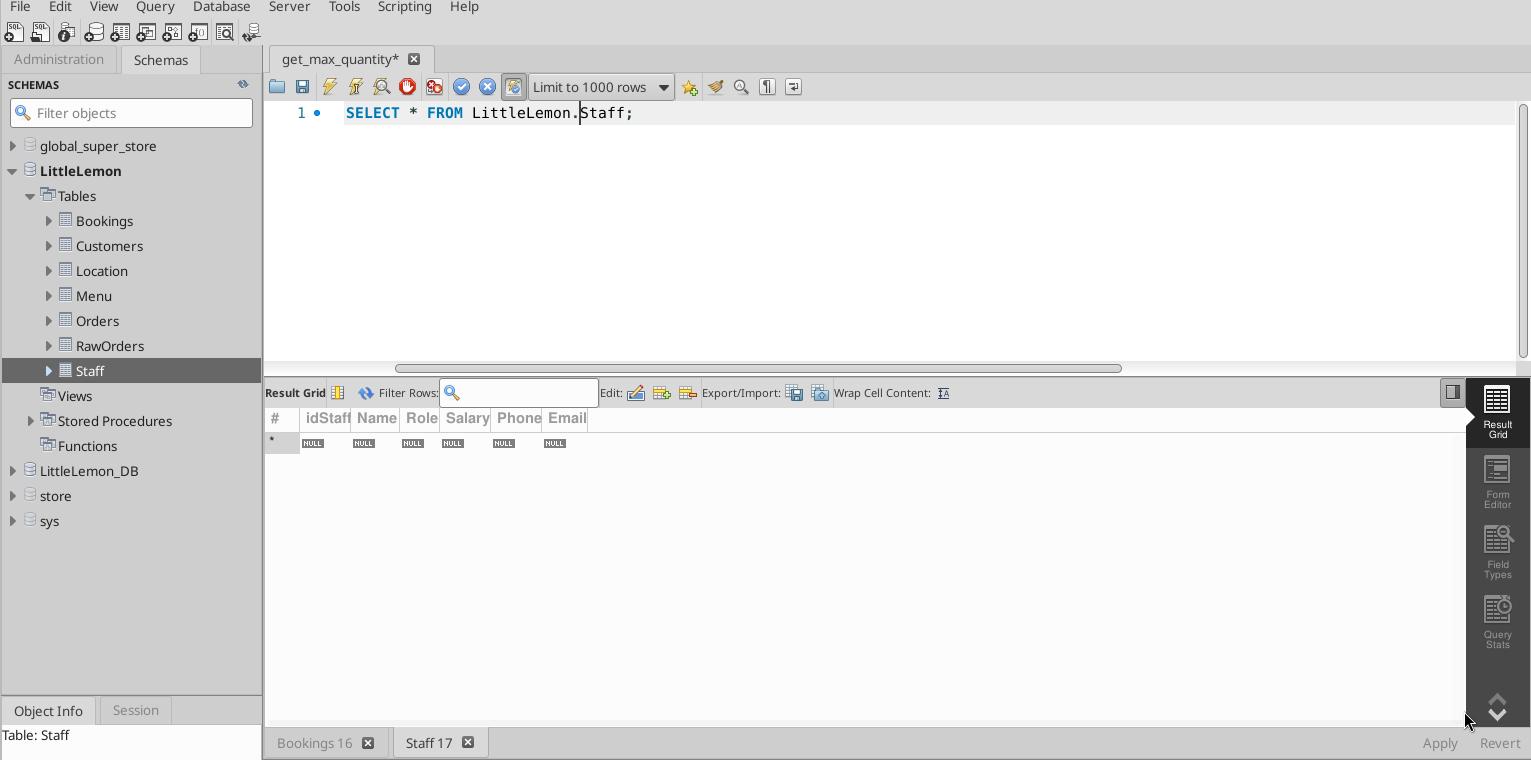 File Edit View Query Database Server Tools Scripting Help
Administration Schemas
get_max_quantity*
SCHEMAS
Filter objects
global_super_store
LittleLemon
Tables
Bookings
Customers
Location
Menu
Orders
RawOrders
Staff
Views
Stored Procedures
Functions
LittleLemon_DB
store
sys
Object Info Session
Table: Staff
Limit to 1000 rows
1 SELECT * FROM LittleLemon.Staff;
Result Grid Filter Rows: Edit: Export/Import: Wrap Cell Content:
# idStaff Name Role Salary Phone Email
* NULL NULL NULL NULL NULL NULL
Result
Grid
Form
Editor
Field
Types
Query
Stats
Bookings 16 Staff 17
Apply Revert